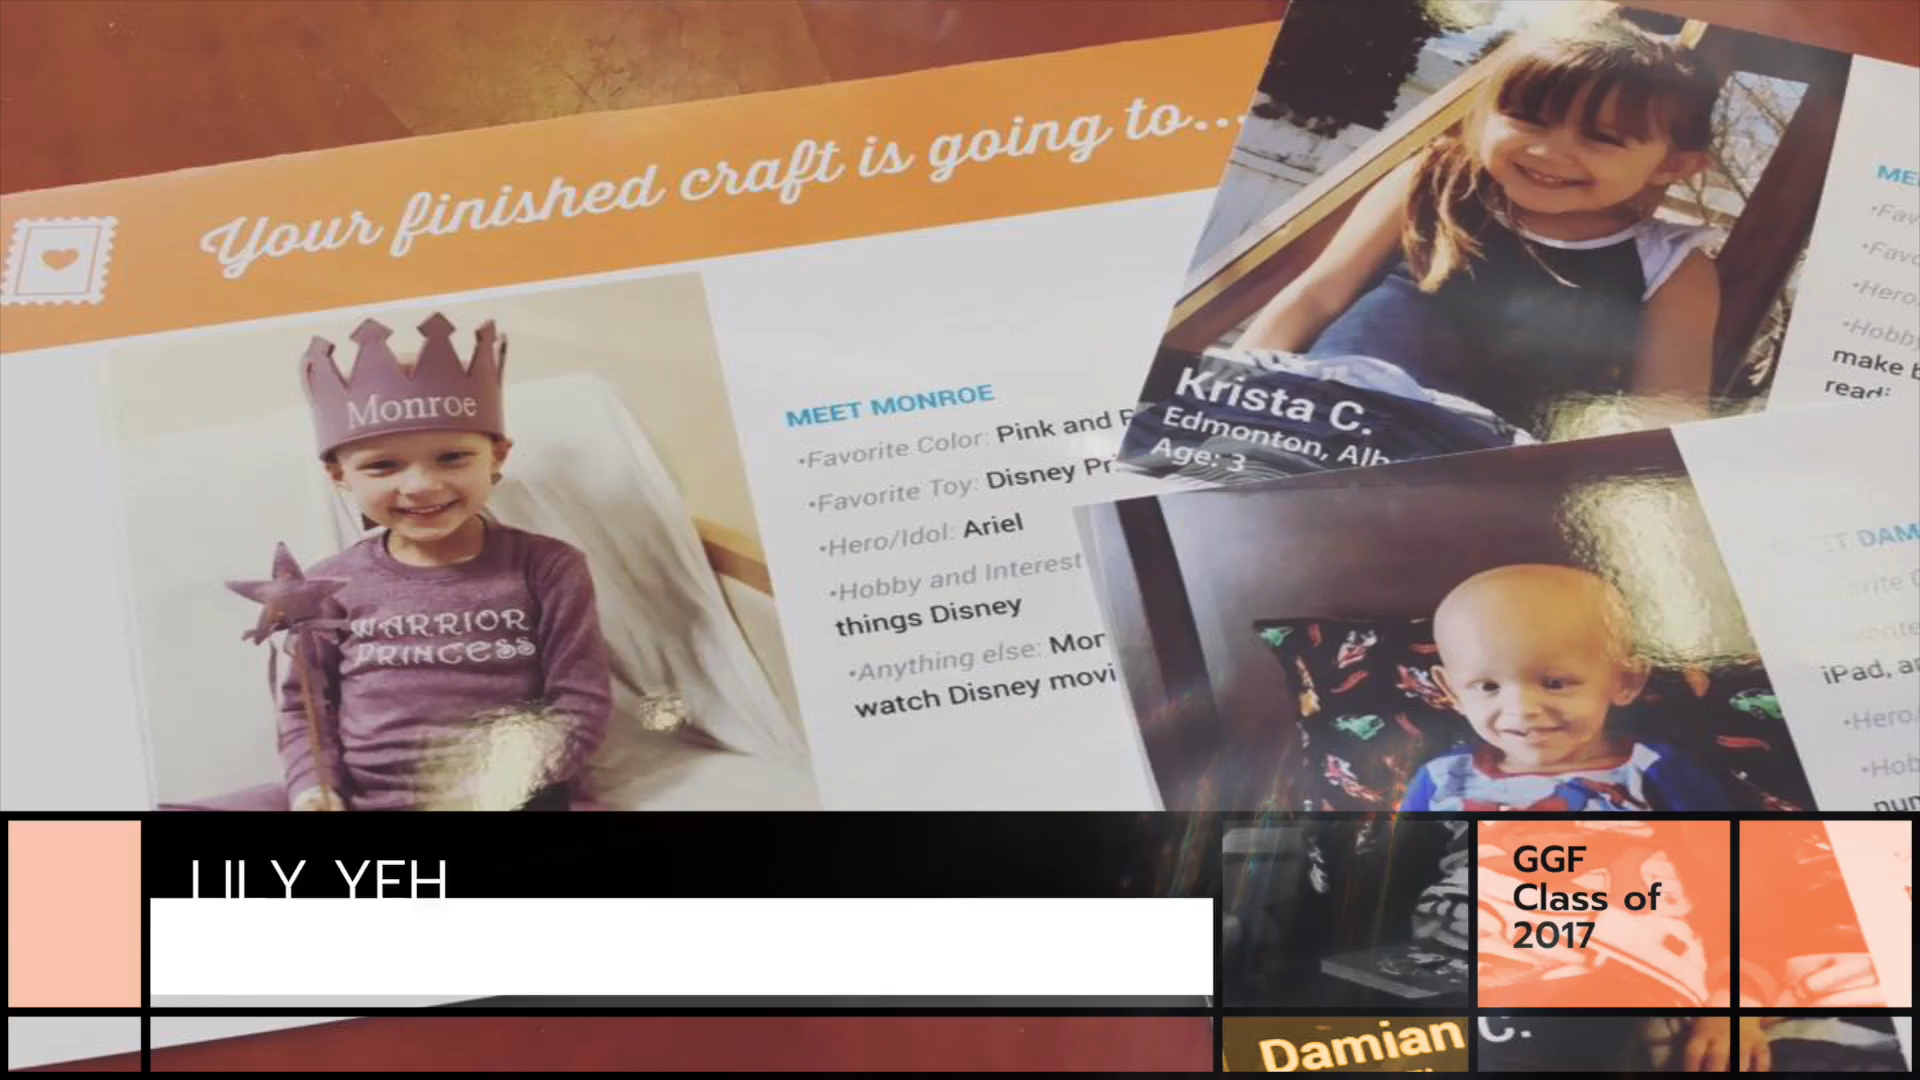 Your finished craft is going to...
Monroe
WARRIOR
PRINCESS
MEET MONROE
•Favorite Color: Pink and
•Favorite Toy: Disney
•Hero/Idol: Ariel
•Hobby and Interest
things Disney
•Anything else:
watch Disney
Krista C.
Edmonton,
Age: 3
make
DAM
iPad,
LILY YEH
GGF
Class of
2017
Damian
C.